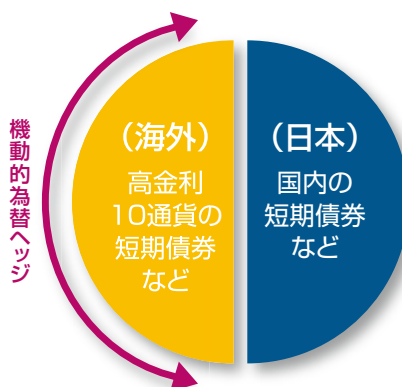 機動的為替ヘッジ
（海外）
高金利
10通貨の
短期債券
など
（日本）
国内の
短期債券
など